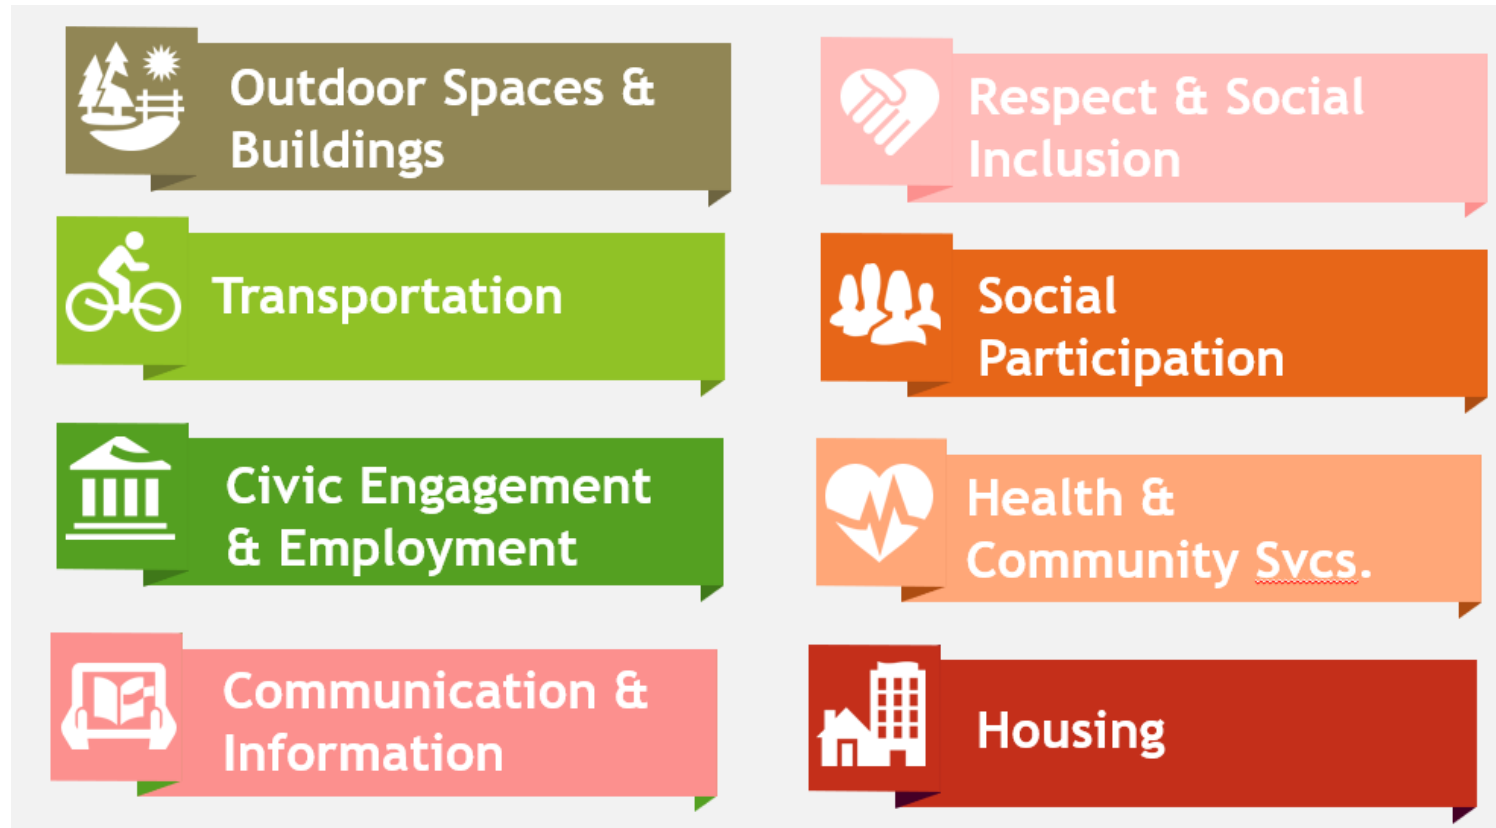 Outdoor Spaces &
Buildings
Transportation
Civic Engagement
& Employment
Communication &
Information
Respect & Social
Inclusion
Social
Participation
Health &
Community Svcs.
Housing